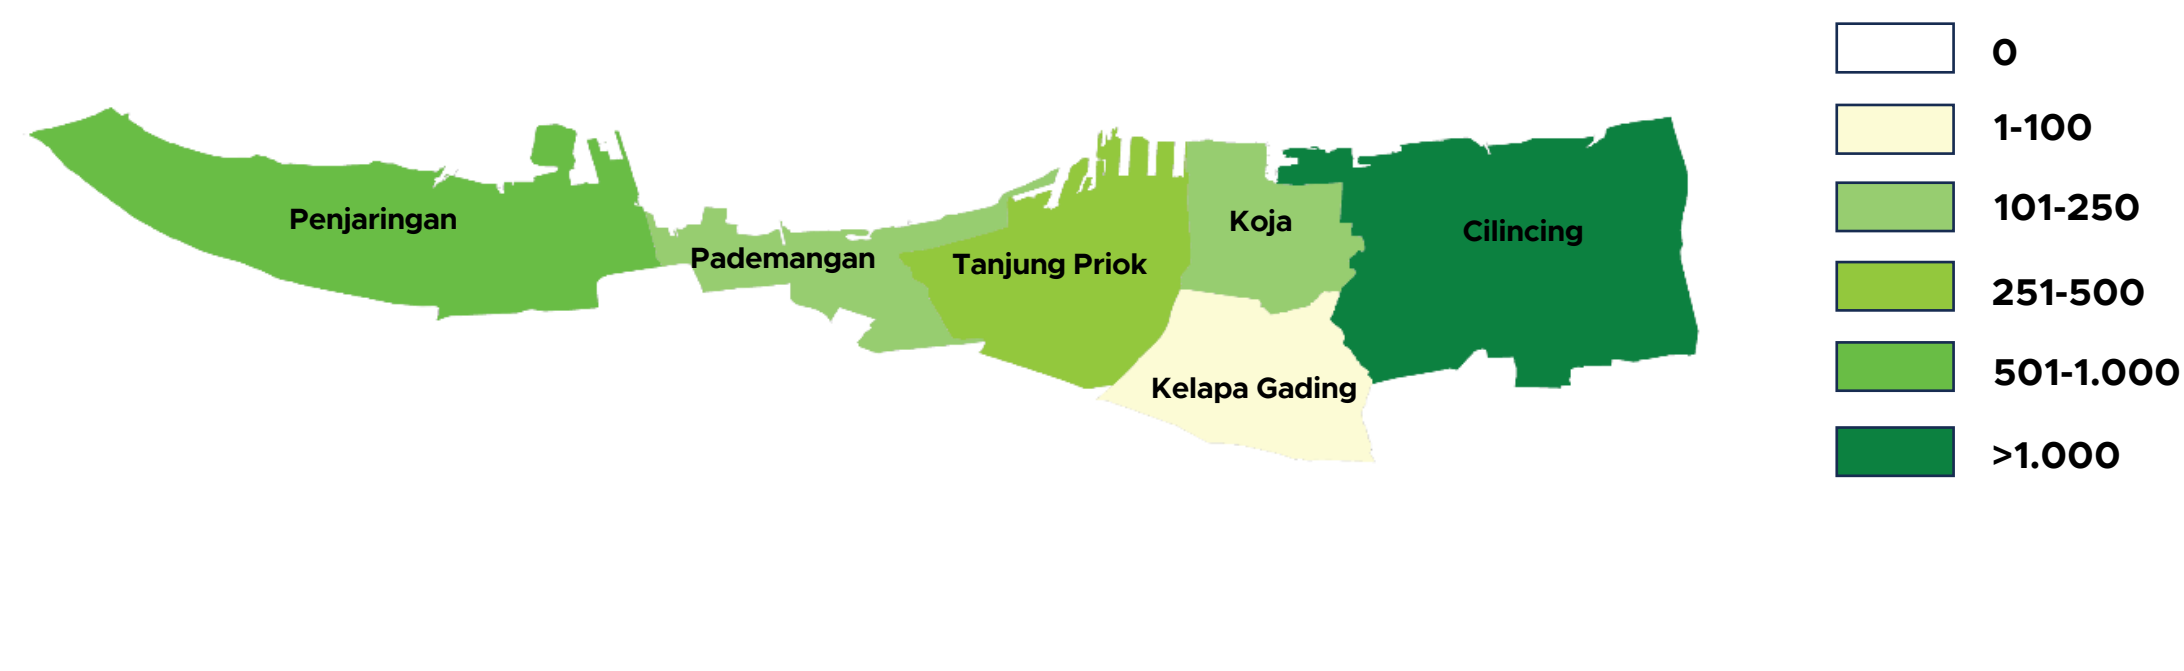 Penjaringan
Pademangan
Tanjung Priok
Koja
Cilincing
Kelapa Gading
0
1-100
101-250
251-500
501-1.000
>1.000